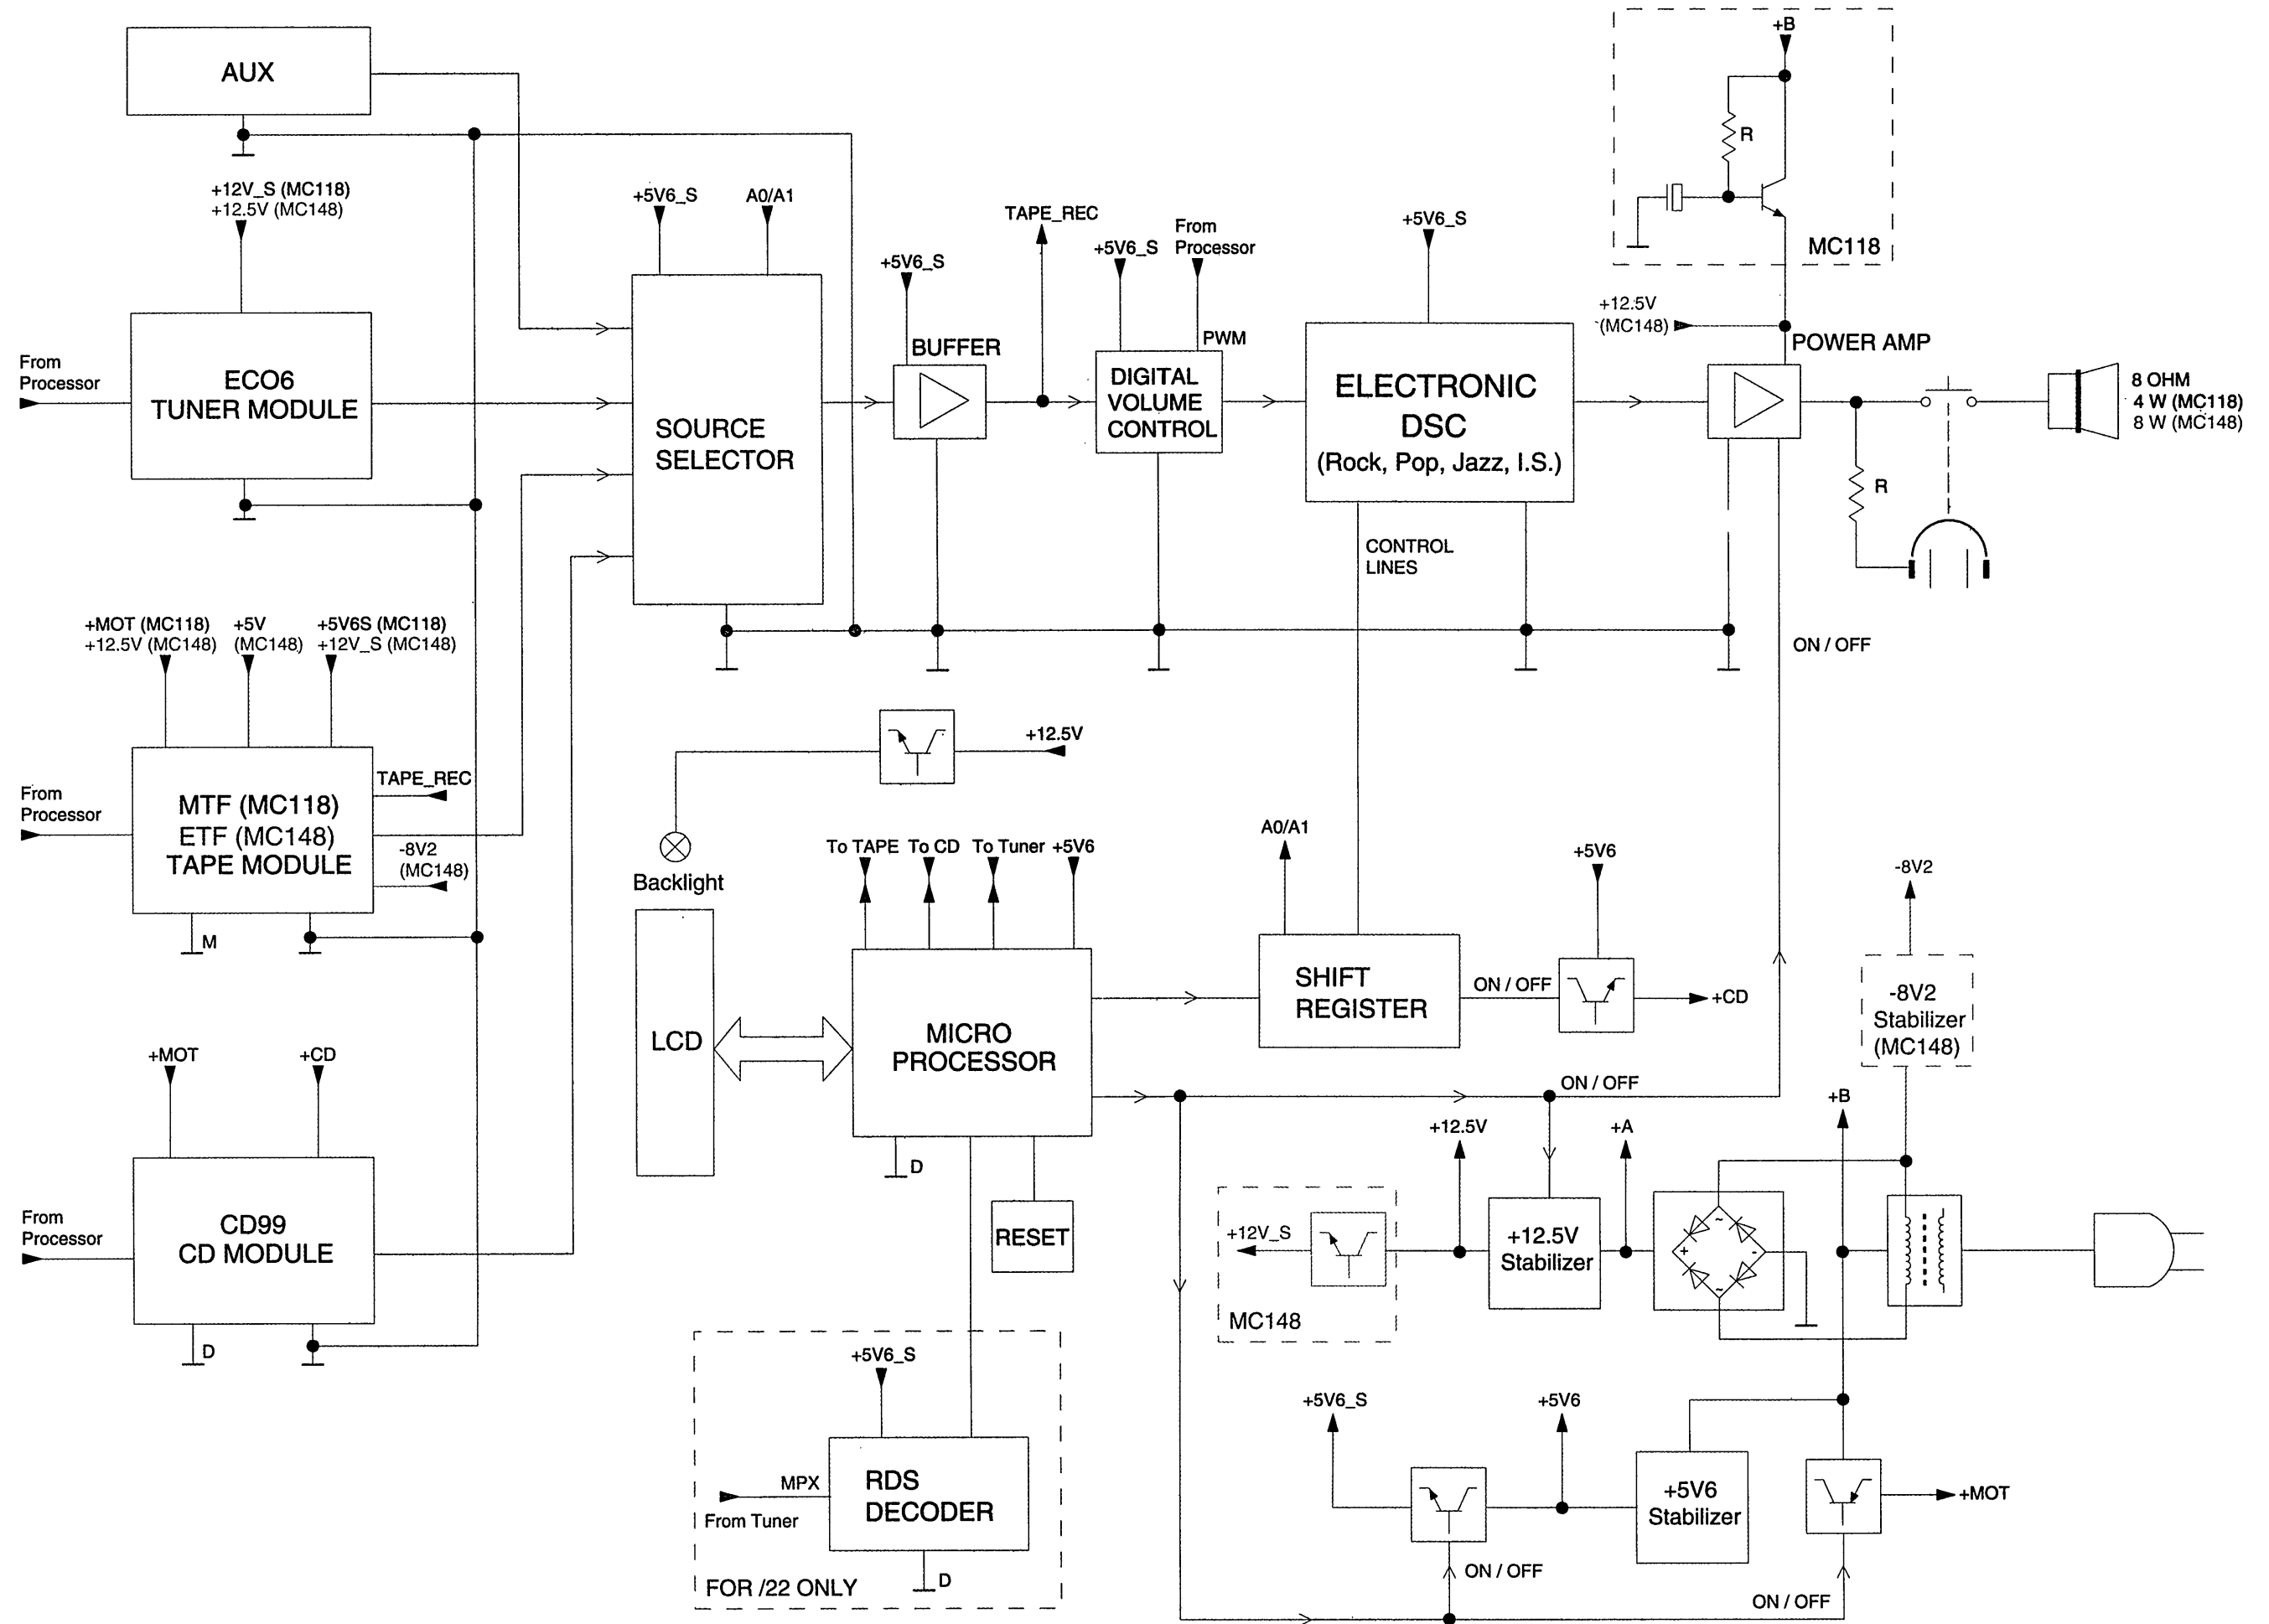 AUX
+12V_S (MC118)
+12.5V (MC148)
From
Processor
ECO6
TUNER MODULE
+MOT (MC118)
+12.5V (MC148)
+5V
(MC148)
+5V6S (MC118)
+12V_S (MC148)
From
Processor
MTF (MC118)
ETF (MC148)
TAPE MODULE
TAPE_REC
-8V2
(MC148)
M
+MOT
+CD
From
Processor
CD99
CD MODULE
D
+5V6_S
A0/A1
SOURCE
SELECTOR
+5V6_S
BUFFER
TAPE_REC
+5V6_S
From
Processor
PWM
DIGITAL
VOLUME
CONTROL
+5V6_S
ELECTRONIC
DSC
(Rock, Pop, Jazz, I.S.)
CONTROL
LINES
+B
R
MC118
+12.5V
(MC148)
POWER AMP
8 OHM
4 W (MC118)
8 W (MC148)
R
ON / OFF
+12.5V
Backlight
LCD
To TAPE
To CD
To Tuner
+5V6
MICRO
PROCESSOR
D
RESET
A0/A1
SHIFT
REGISTER
ON / OFF
+5V6
+CD
-8V2
-8V2
Stabilizer
(MC148)
ON / OFF
+B
+12.5V
+A
+12V_S
MC148
+12.5V
Stabilizer
~
+
-
~
+5V6_S
MPX
From Tuner
RDS
DECODER
D
FOR /22 ONLY
+5V6_S
+5V6
+5V6
Stabilizer
+MOT
ON / OFF
ON / OFF